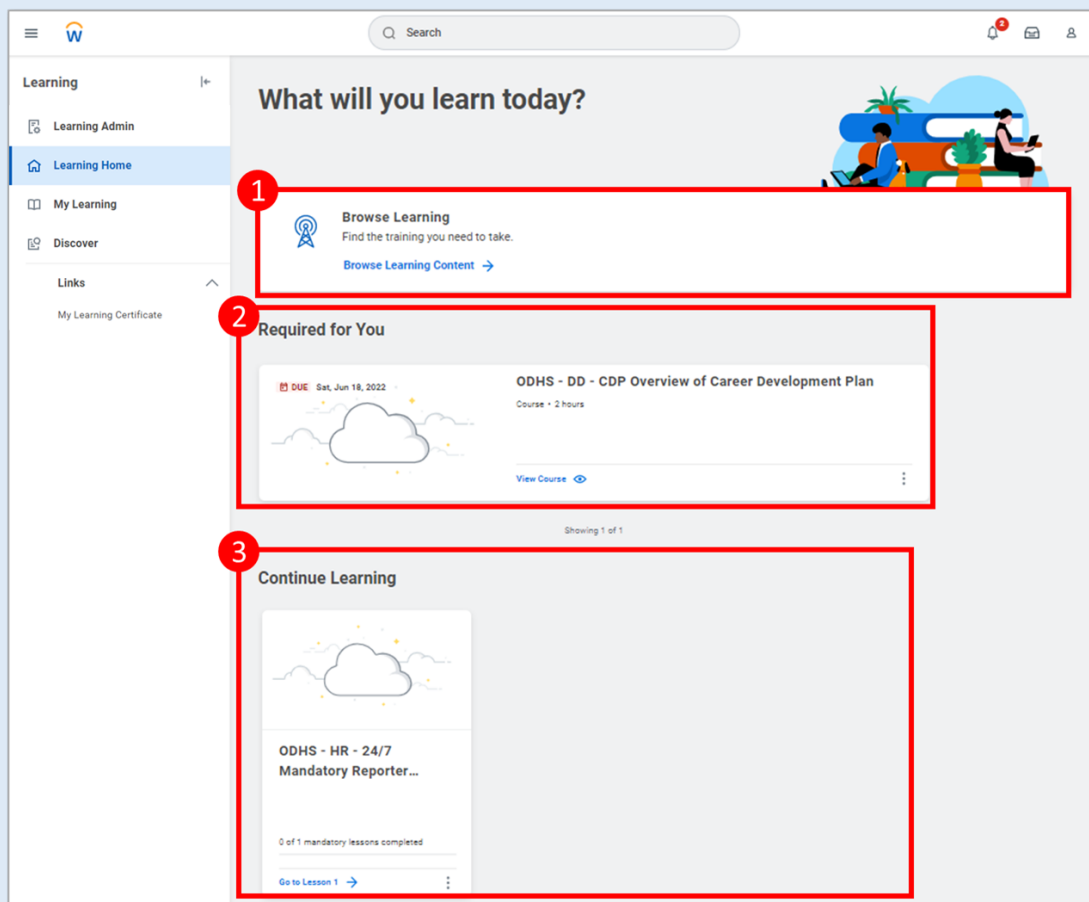 W
Search
2
Learning
Learning Admin
Learning Home
My Learning
Discover
Links
My Learning Certificate
What will you learn today?
1
Browse Learning
Find the training you need to take.
Browse Learning Content
2
Required for You
DUE Sat, Jun 18, 2022
ODHS - DD - CDP Overview of Career Development Plan
Course • 2 hours
View Course
Showing 1 of 1
3
Continue Learning
ODHS - HR - 24/7
Mandatory Reporter...
0 of 1 mandatory lessons completed
Go to Lesson 1